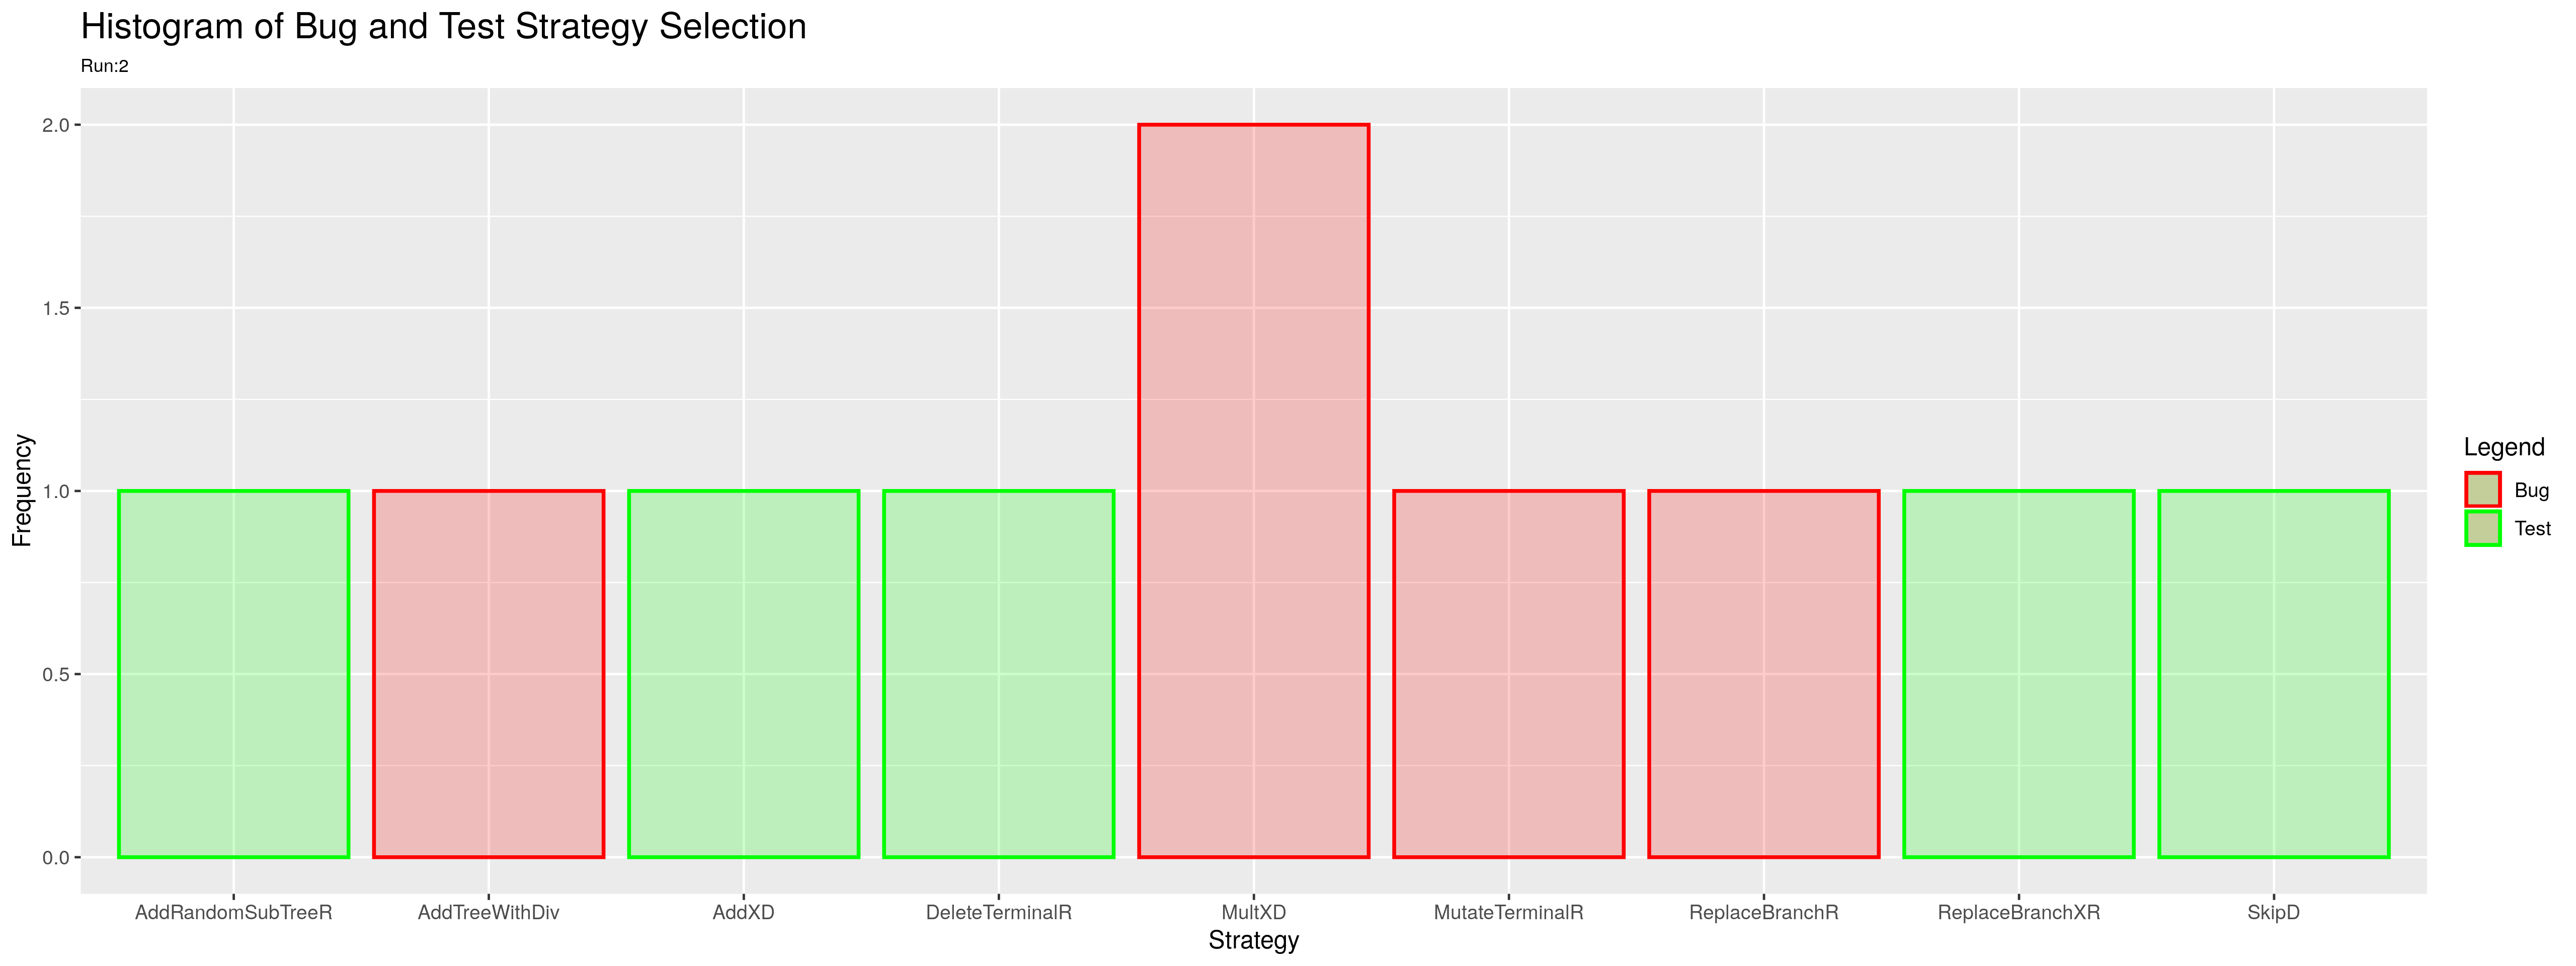 Histogram of Bug and Test Strategy Selection
Run:2
Frequency
2.0
1.5
1.0
0.5
0.0
AddRandomSubTreeR AddTreeWithDiv AddXD DeleteTerminalR MultXD MutateTerminalR ReplaceBranchR ReplaceBranchXR SkipD
Strategy
Legend
Bug
Test